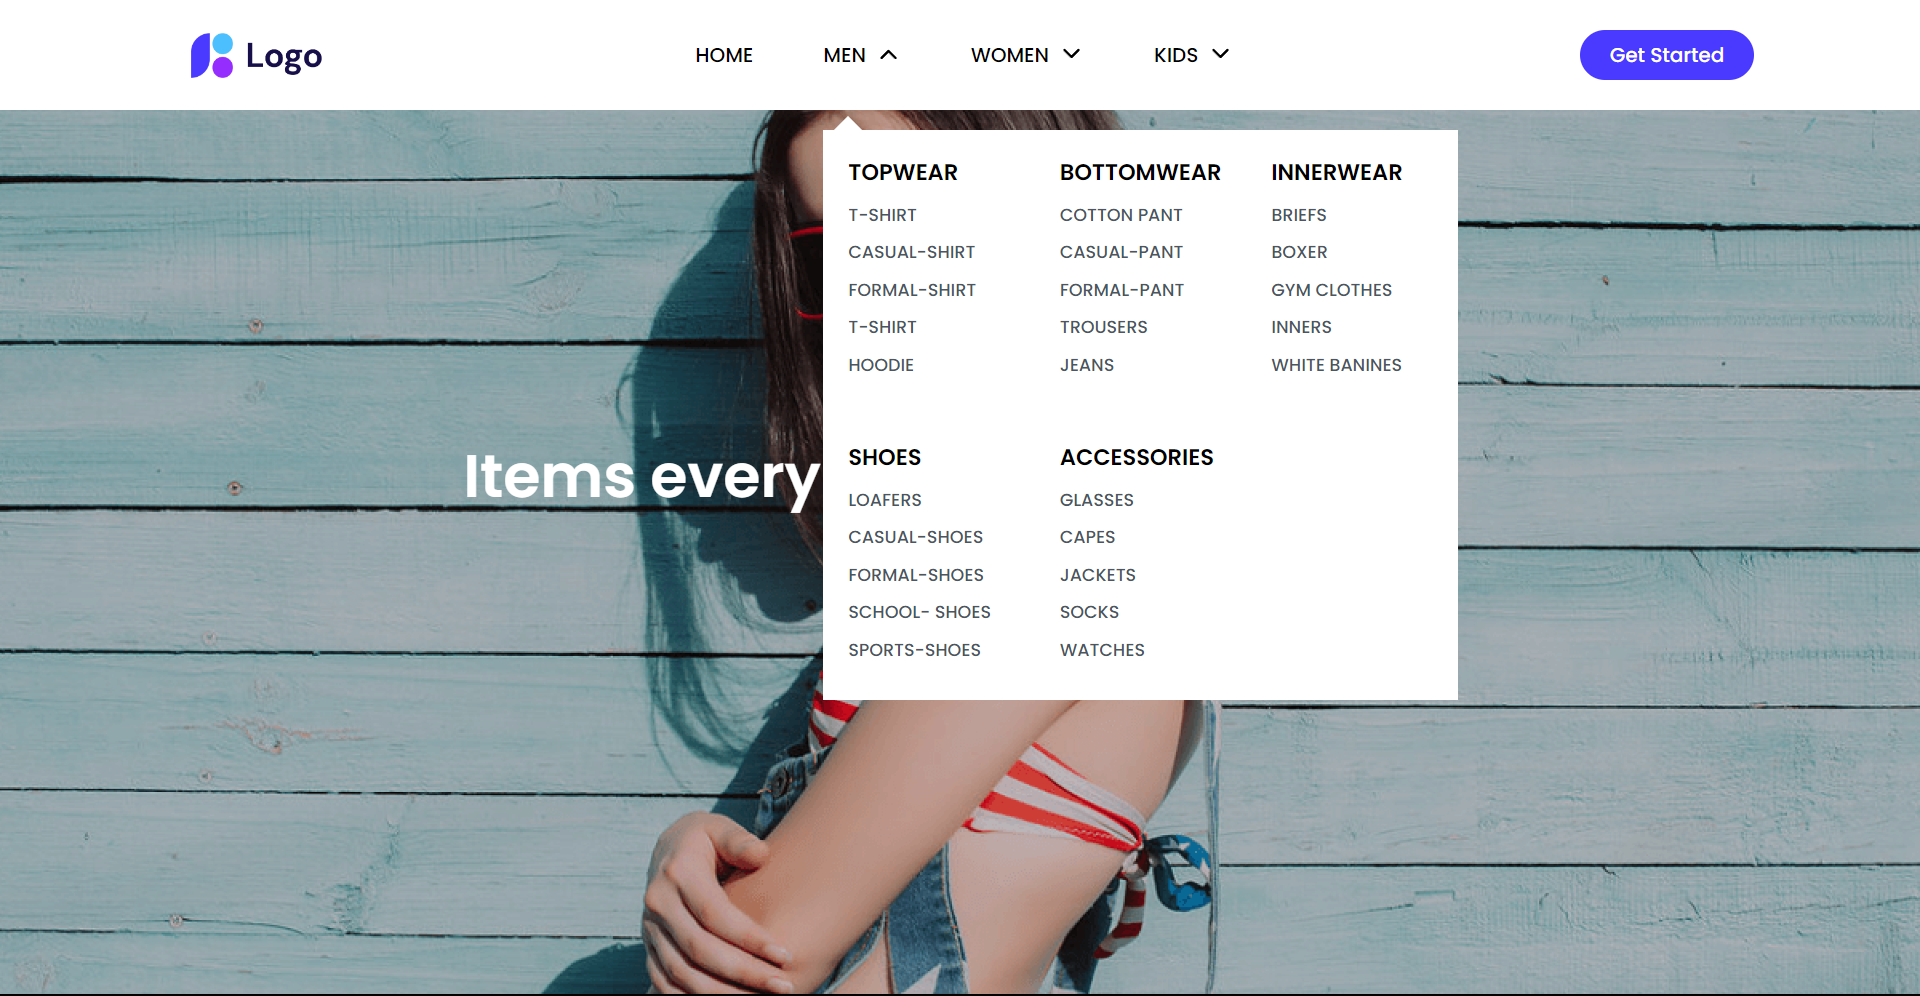 Logo
HOME
MEN
WOMEN
KIDS
Get Started
TOPWEAR
T-SHIRT
CASUAL-SHIRT
FORMAL-SHIRT
T-SHIRT
HOODIE
BOTTOMWEAR
COTTON PANT
CASUAL-PANT
FORMAL-PANT
TROUSERS
JEANS
INNERWEAR
BRIEFS
BOXER
GYM CLOTHES
INNERS
WHITE BANINES
SHOES
LOAFERS
CASUAL-SHOES
FORMAL-SHOES
SCHOOL- SHOES
SPORTS-SHOES
ACCESSORIES
GLASSES
CAPES
JACKETS
SOCKS
WATCHES
Items every